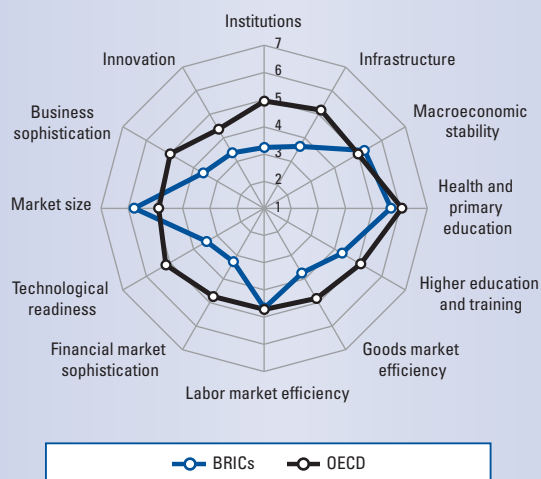 Institutions
7
6
5
4
3
2
1
Innovation
Infrastructure
Business
sophistication
Macroeconomic
stability
Market size
Health and
primary
education
Technological
readiness
Higher education
and training
Financial market
sophistication
Goods market
efficiency
Labor market efficiency
BRICs OECD